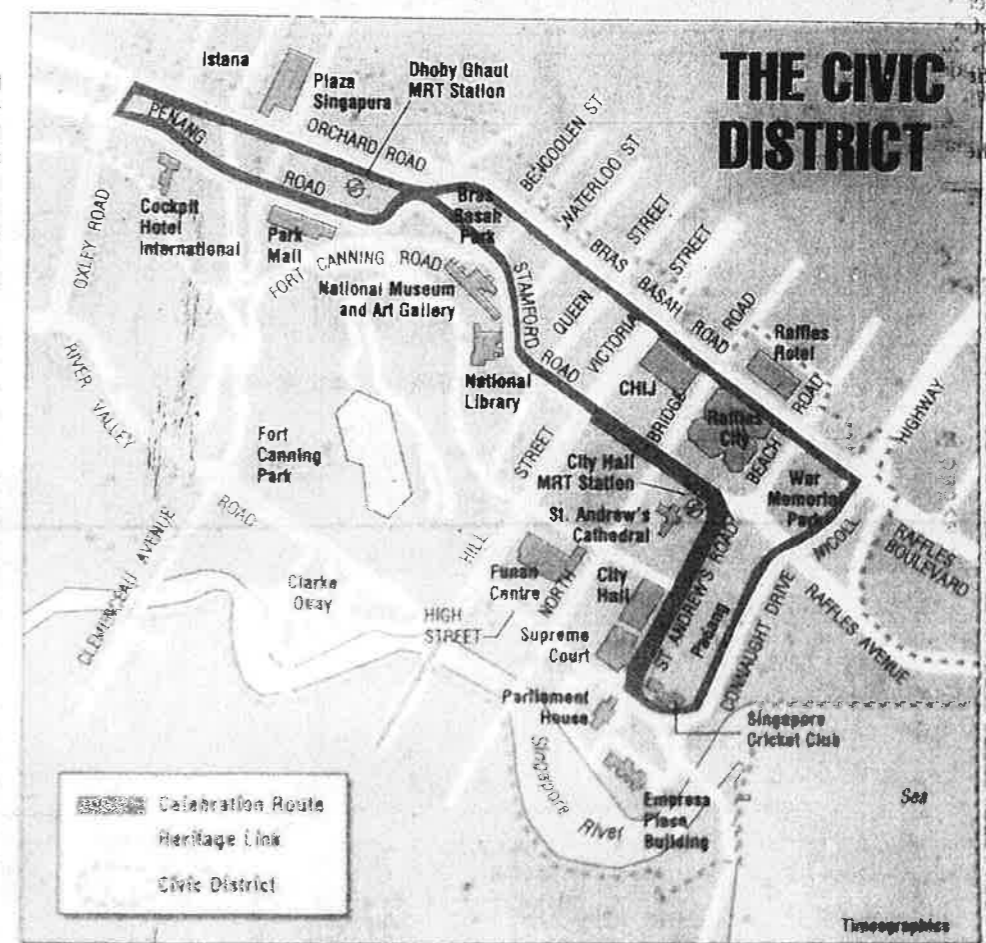 THE CIVIC
DISTRICT
Istana
Plaza
Singapura
Dhoby Ghaut
MRT Station
PENANG
ROAD
ORCHARD ROAD
BENCOOLEN ST
WATERLOO ST
Cockpit
Hotel
International
Park
Mall
Bras
Basah
Park
OXLEY ROAD
FORT CANNING ROAD
National Museum
and Art Gallery
STAMFORD
ROAD
QUEEN
STREET
VICTORIA
STREET
BRAS
BASAH
ROAD
ROAD
Raffles
Hotel
ROAD
HIGHWAY
National
Library
CHIJ
BRIDGE
Raffles
City
BEACH
RIVER
VALLEY
ROAD
Fort
Canning
Park
STREET
City Hall
MRT Station
War
Memorial
Park
St. Andrew's
Cathedral
NICOLL
RAFFLES
BOULEVARD
HILL
CLEMENCEAU AVENUE
Clarke
Quay
Funan
Centre
NORTH
City
Hall
ST ANDREW'S ROAD
Padang
CONNAUGHT DRIVE
RAFFLES AVENUE
HIGH
STREET
Supreme
Court
Parliament
House
Singapore
Cricket Club
Singapore
River
Empress
Place
Building
Sea
Celebration Route
Heritage Link
Civic District
Timesgraphics